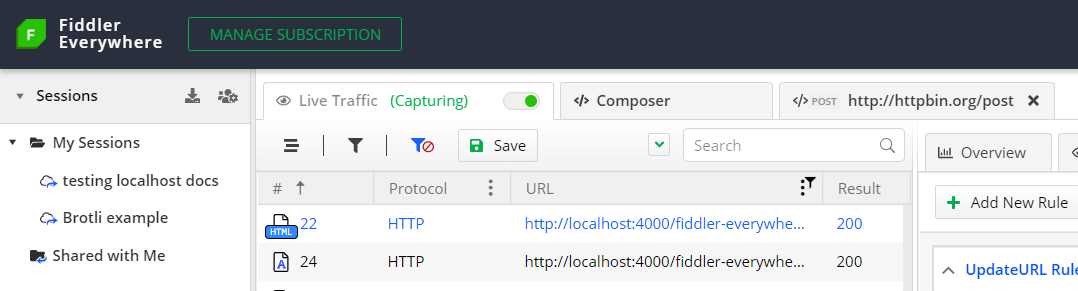 Fiddler
Everywhere
MANAGE SUBSCRIPTION
Sessions
My Sessions
testing localhost docs
Brotli example
Shared with Me
Live Traffic (Capturing)
Composer
POST http://httpbin.org/post
Save
Search
# Protocol URL Result
HTML 22 HTTP http://localhost:4000/fiddler-everywhe... 200
A 24 HTTP http://localhost:4000/fiddler-everywhe... 200
Overview
Add New Rule
UpdateURL Rule